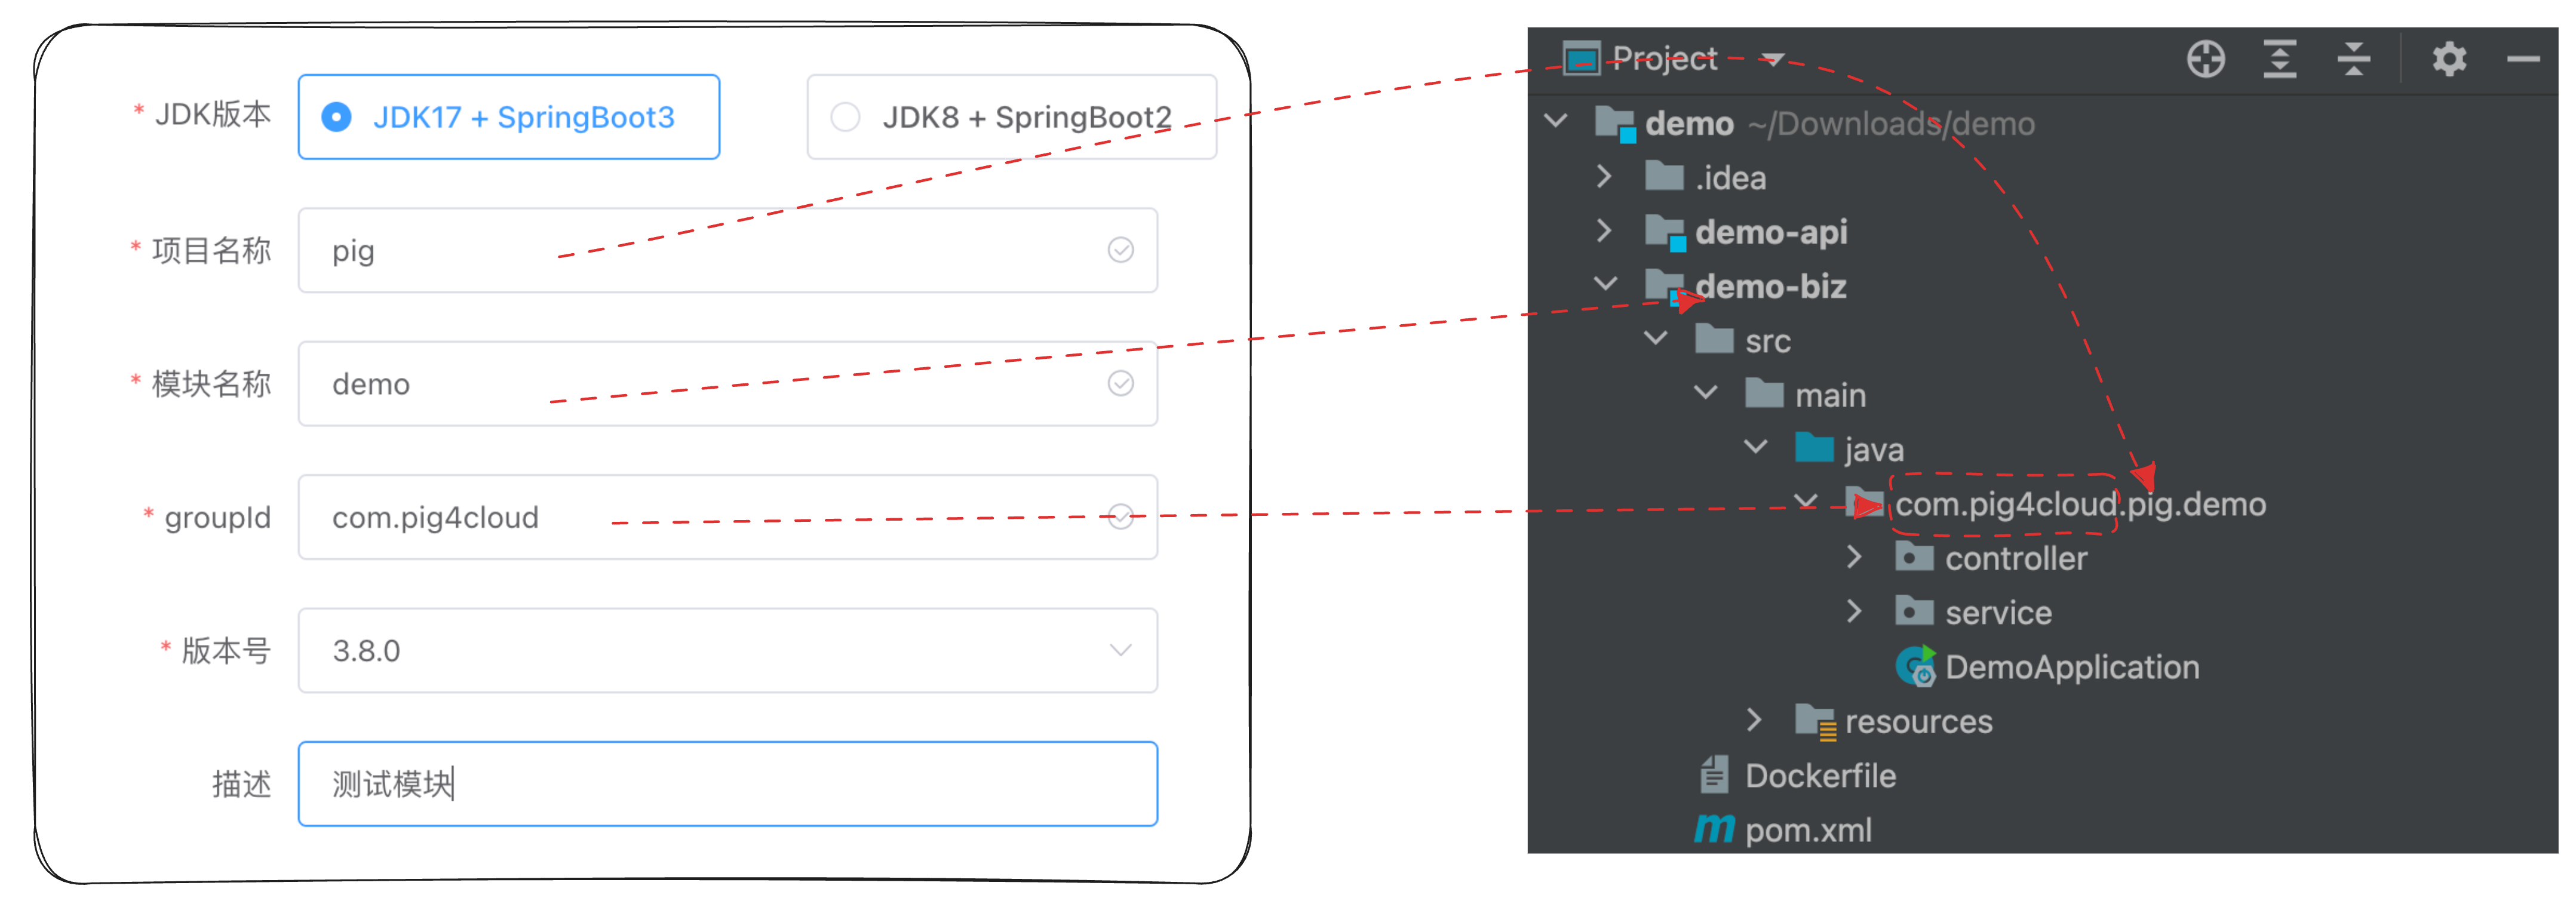 * JDK版本 JDK17 + SpringBoot3 JDK8 + SpringBoot2
* 项目名称 pig
* 模块名称 demo
* groupId com.pig4cloud
* 版本号 3.8.0
描述 测试模块
Project
demo ~/Downloads/demo
.idea
demo-api
demo-biz
src
main
java
com.pig4cloud.pig.demo
controller
service
DemoApplication
resources
Dockerfile
pom.xml